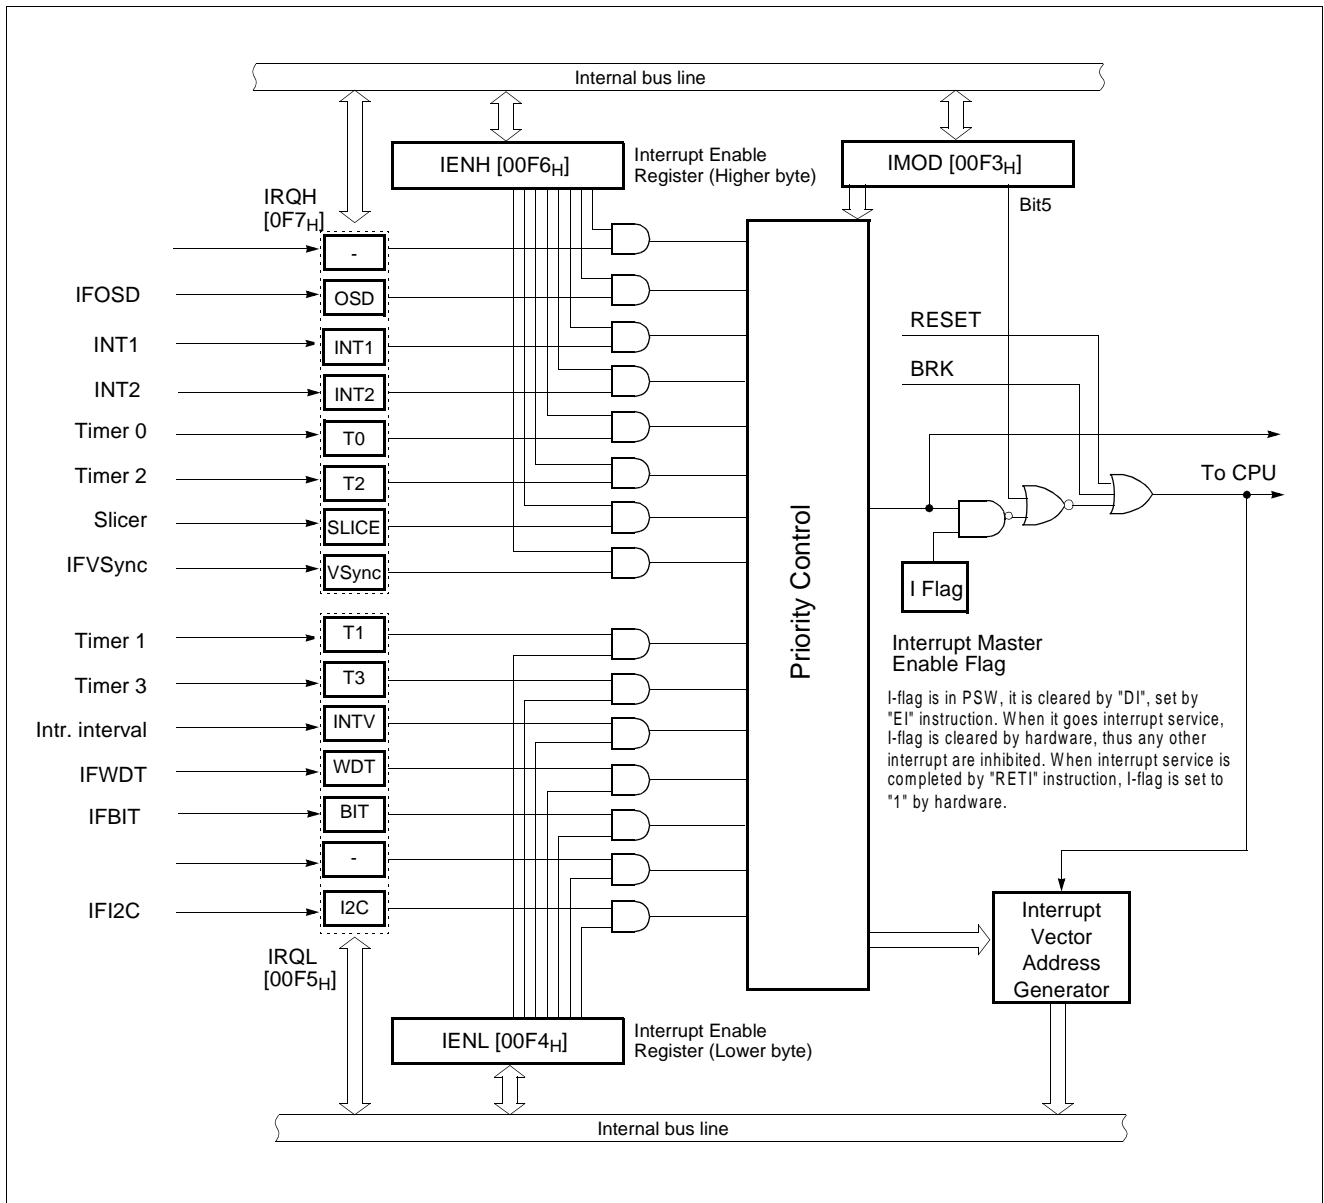 Internal bus line
IENH [00F6H]
Interrupt Enable
Register (Higher byte)
IMOD [00F3H]
Bit5
IRQH
[0F7H]
-
IFOSD
OSD
INT1
INT1
INT2
INT2
Timer 0
T0
Timer 2
T2
Slicer
SLICE
IFVSync
VSync
Timer 1
T1
Timer 3
T3
Intr. interval
INTV
IFWDT
WDT
IFBIT
BIT
-
IFI2C
I2C
IRQL
[00F5H]
Priority Control
RESET
BRK
To CPU
I Flag
Interrupt Master
Enable Flag
I-flag is in PSW, it is cleared by "DI", set by
"EI" instruction. When it goes interrupt service,
I-flag is cleared by hardware, thus any other
interrupt are inhibited. When interrupt service is
completed by "RETI" instruction, I-flag is set to
"1" by hardware.
Interrupt
Vector
Address
Generator
IENL [00F4H]
Interrupt Enable
Register (Lower byte)
Internal bus line